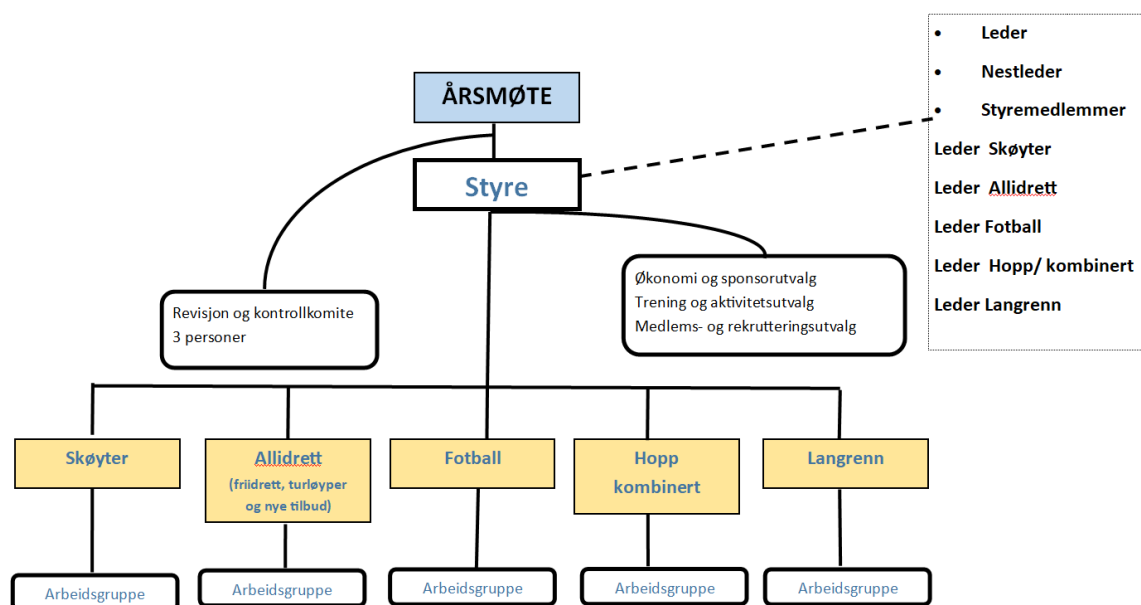 ÅRSMØTE
Styre
• Leder
• Nestleder
• Styremedlemmer
Leder Skøyter
Leder Allidrett
Leder Fotball
Leder Hopp/ kombinert
Leder Langrenn
Revisjon og kontrollkomite
3 personer
Økonomi og sponsorutvalg
Trening og aktivitetsutvalg
Medlems- og rekrutteringsutvalg
Skøyter
Allidrett
(friidrett, turløyper
og nye tilbud)
Fotball
Hopp
kombinert
Langrenn
Arbeidsgruppe
Arbeidsgruppe
Arbeidsgruppe
Arbeidsgruppe
Arbeidsgruppe